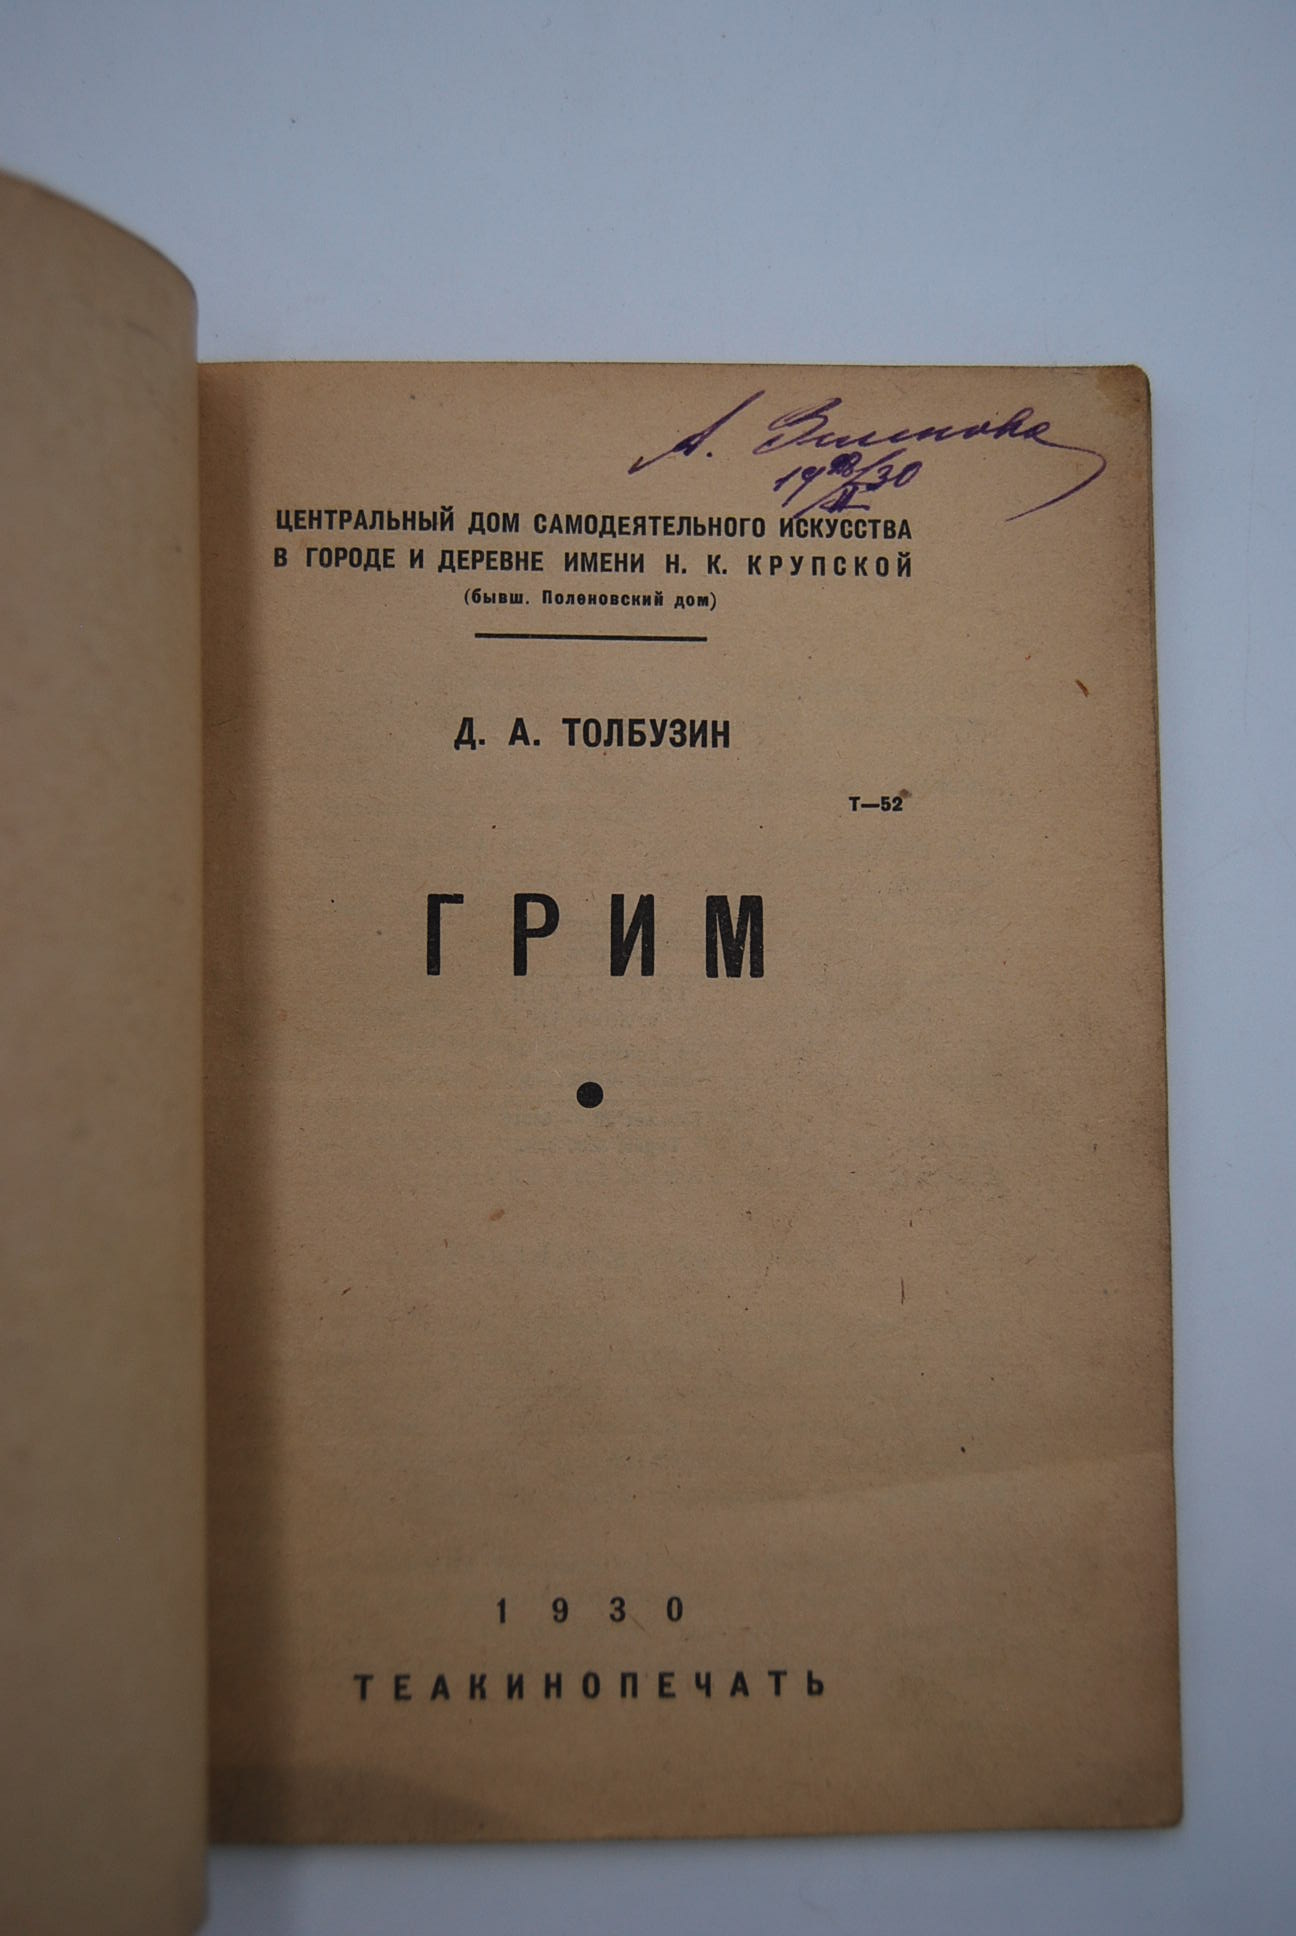 А.
ЦЕНТРАЛЬНЫЙ ДОМ САМОДЕЯТЕЛЬНОГО ИСКУССТВА
В ГОРОДЕ И ДЕРЕВНЕ ИМЕНИ Н. К. КРУПСКОЙ
(бывш. Поленовский дом)
Д. А. ТОЛБУЗИН
Т—52
ГРИМ
1930
ТЕАКИНОПЕЧАТЬ